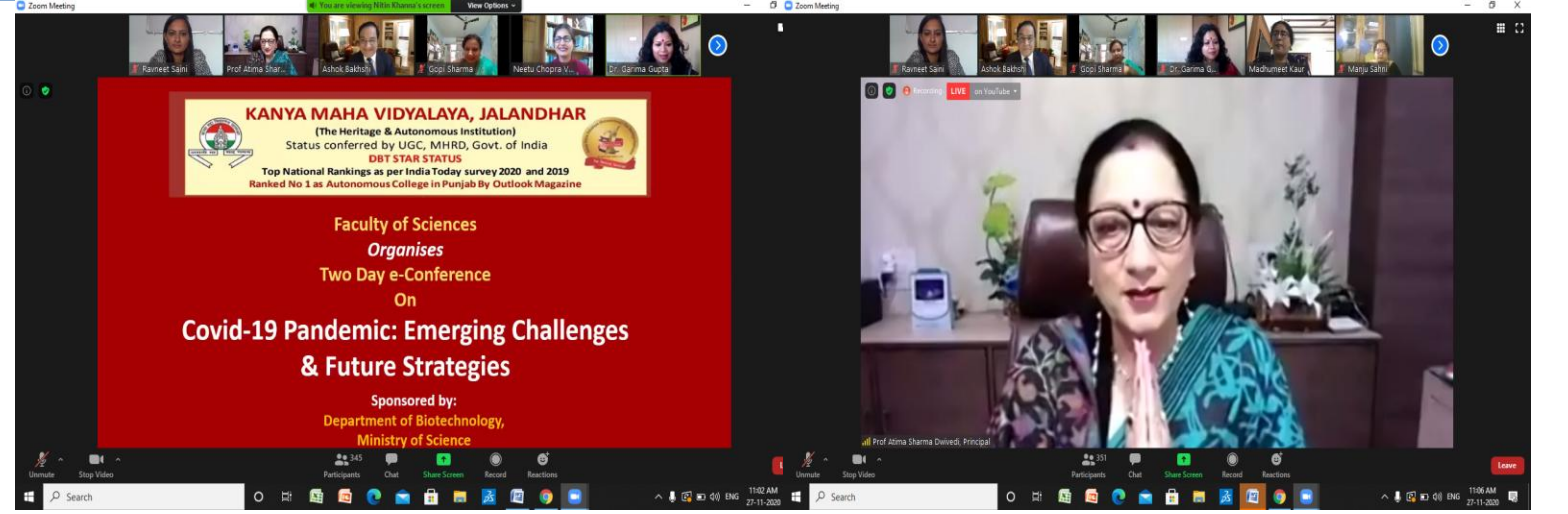 Zoom Meeting
You are viewing Nitin Khanna's screen
View Options
Ravneet Saini
Prof Atima Shar...
Ashok Bakhshi
Gopi Sharma
Neetu Chopra V...
Dr. Garima Gupta
KANYA MAHA VIDYALAYA, JALANDHAR
(The Heritage & Autonomous Institution)
Status conferred by UGC, MHRD, Govt. of India
DBT STAR STATUS
Top National Rankings as per India Today survey 2020 and 2019
Ranked No 1 as Autonomous College in Punjab By Outlook Magazine
Faculty of Sciences
Organises
Two Day e-Conference
On
Covid-19 Pandemic: Emerging Challenges
& Future Strategies
Sponsored by:
Department of Biotechnology,
Ministry of Science
Unmute
Stop Video
345
Participants
Chat
Share Screen
Record
Reactions
Search
ENG
11:02 AM
27-11-2020
Zoom Meeting
Ravneet Saini
Ashok Bakhshi
Gopi Sharma
Dr. Garima G...
Madhumeet Kaur
Manju Sahni
Recording
LIVE
on YouTube
Prof Atima Sharma Dwivedi, Principal
Unmute
Stop Video
351
Participants
Chat
Share Screen
Record
Reactions
Leave
Search
ENG
11:06 AM
27-11-2020